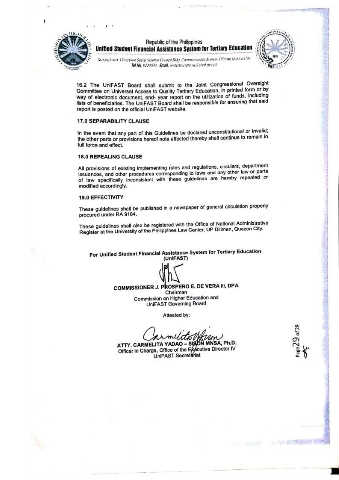 Republic of the Philippines
Unified Student Financial Assistance System for Tertiary Education
16.2 The UniFAST Board shall submit to the Joint Congressional Oversight
Committee on Universal Access to Quality Tertiary Education, in printed form or by
way of electronic document, end- year report on the utilization of funds, including
lists of beneficiaries. The UniFAST Board shall be responsible for ensuring that said
report is posted on the official UniFAST website.
17.0 SEPARABILITY CLAUSE
In the event that any part of this Guidelines be declared unconstitutional or invalid,
the other parts or provisions hereof note affected thereby shall continue to remain in
full force and effect.
18.0 REPEALING CLAUSE
All provisions of existing implementing rules and regulations, circulars, department
issuances, and other procedures corresponding to laws and any other law or parts
of law specifically inconsistent with these guidelines are hereby repealed or
modified accordingly.
19.0 EFFECTIVITY
These guidelines shall be published in a newspaper of general circulation properly
procured under RA 9184.
These guidelines shall also be registered with the Office of National Administrative
Register at the University of the Philippines Law Center, UP Diliman, Quezon City.
For Unified Student Financial Assistance System for Tertiary Education
(UniFAST)
COMMISSIONER J. PROSPERO E. DE VERA III, DPA
Chairman
Commission on Higher Education and
UniFAST Governing Board
Attested by:
ATTY. CARMELITA YADAO – SISON MNSA, Ph.D.
Officer in Charge, Office of the Executive Director IV
UniFAST Secretariat
Page 29 of 29